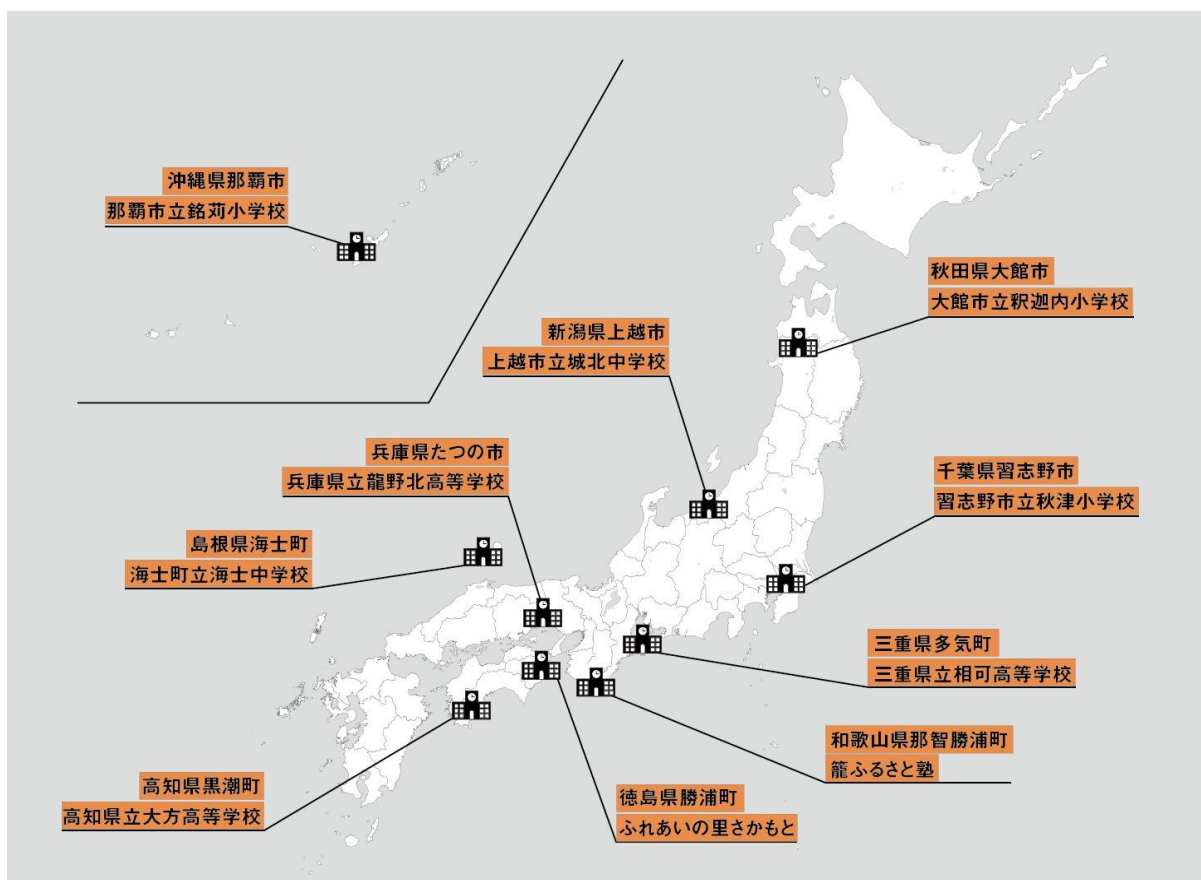 沖縄県那覇市
那覇市立銘苅小学校
秋田県大館市
大館市立釈迦内小学校
新潟県上越市
上越市立城北中学校
兵庫県たつの市
兵庫県立龍野北高等学校
千葉県習志野市
習志野市立秋津小学校
島根県海士町
海士町立海士中学校
三重県多気町
三重県立相可高等学校
和歌山県那智勝浦町
籠ふるさと塾
高知県黒潮町
高知県立大方高等学校
徳島県勝浦町
ふれあいの里さかもと